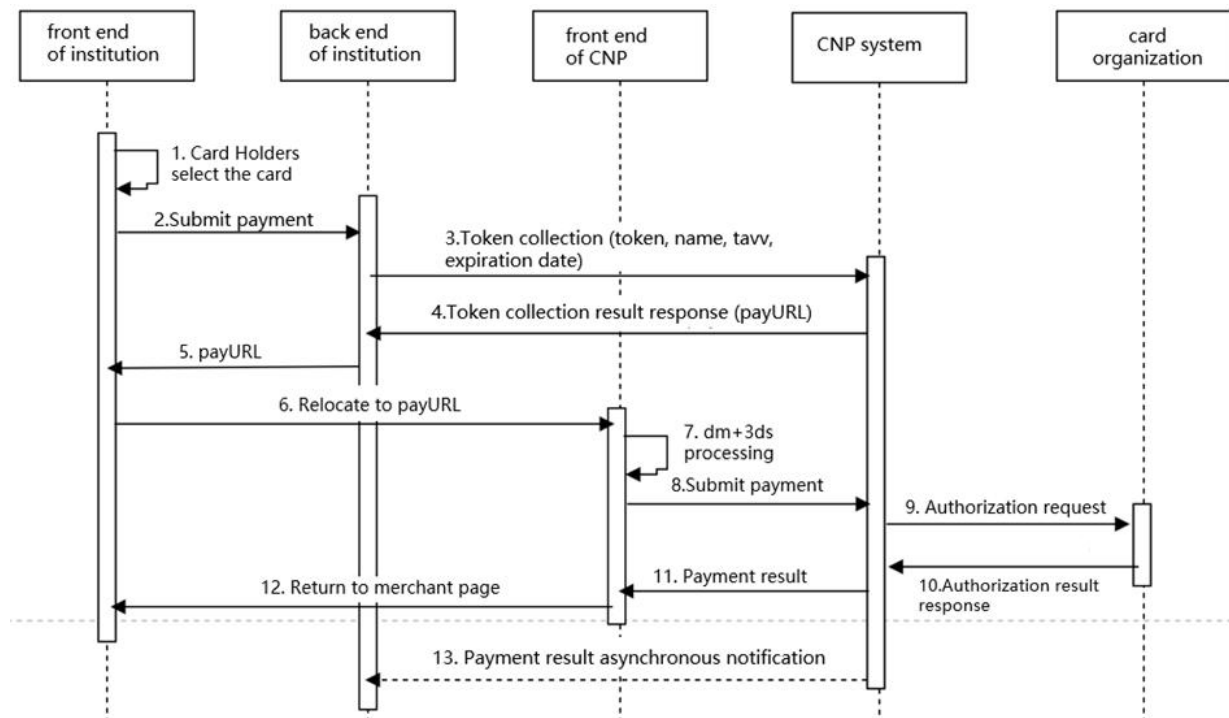 front end
of institution
back end
of institution
front end
of CNP
CNP system
card
organization
1. Card Holders
select the card
2.Submit payment
3.Token collection (token, name, tavv,
expiration date)
4.Token collection result response (payURL)
5. payURL
6. Relocate to payURL
7. dm+3ds
processing
8.Submit payment
9. Authorization request
10.Authorization result
response
11. Payment result
12. Return to merchant page
13. Payment result asynchronous notification